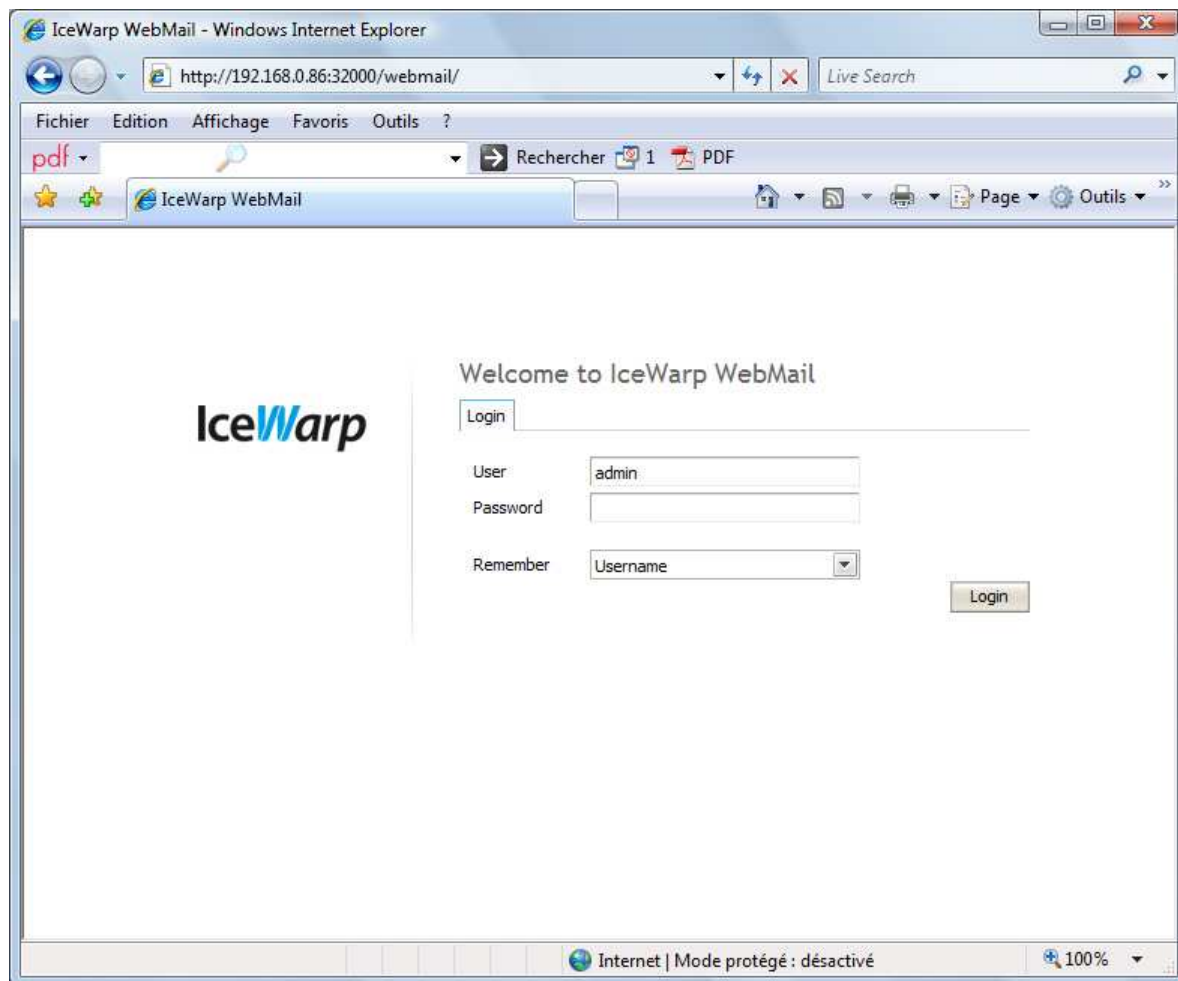 IceWarp WebMail - Windows Internet Explorer
http://192.168.0.86:32000/webmail/
Live Search
Fichier Edition Affichage Favoris Outils ?
pdf Rechercher 1 PDF
IceWarp WebMail
Page Outils
Welcome to IceWarp WebMail
IceWarp
Login
User admin
Password
Remember Username
Login
Internet | Mode protégé : désactivé
100%